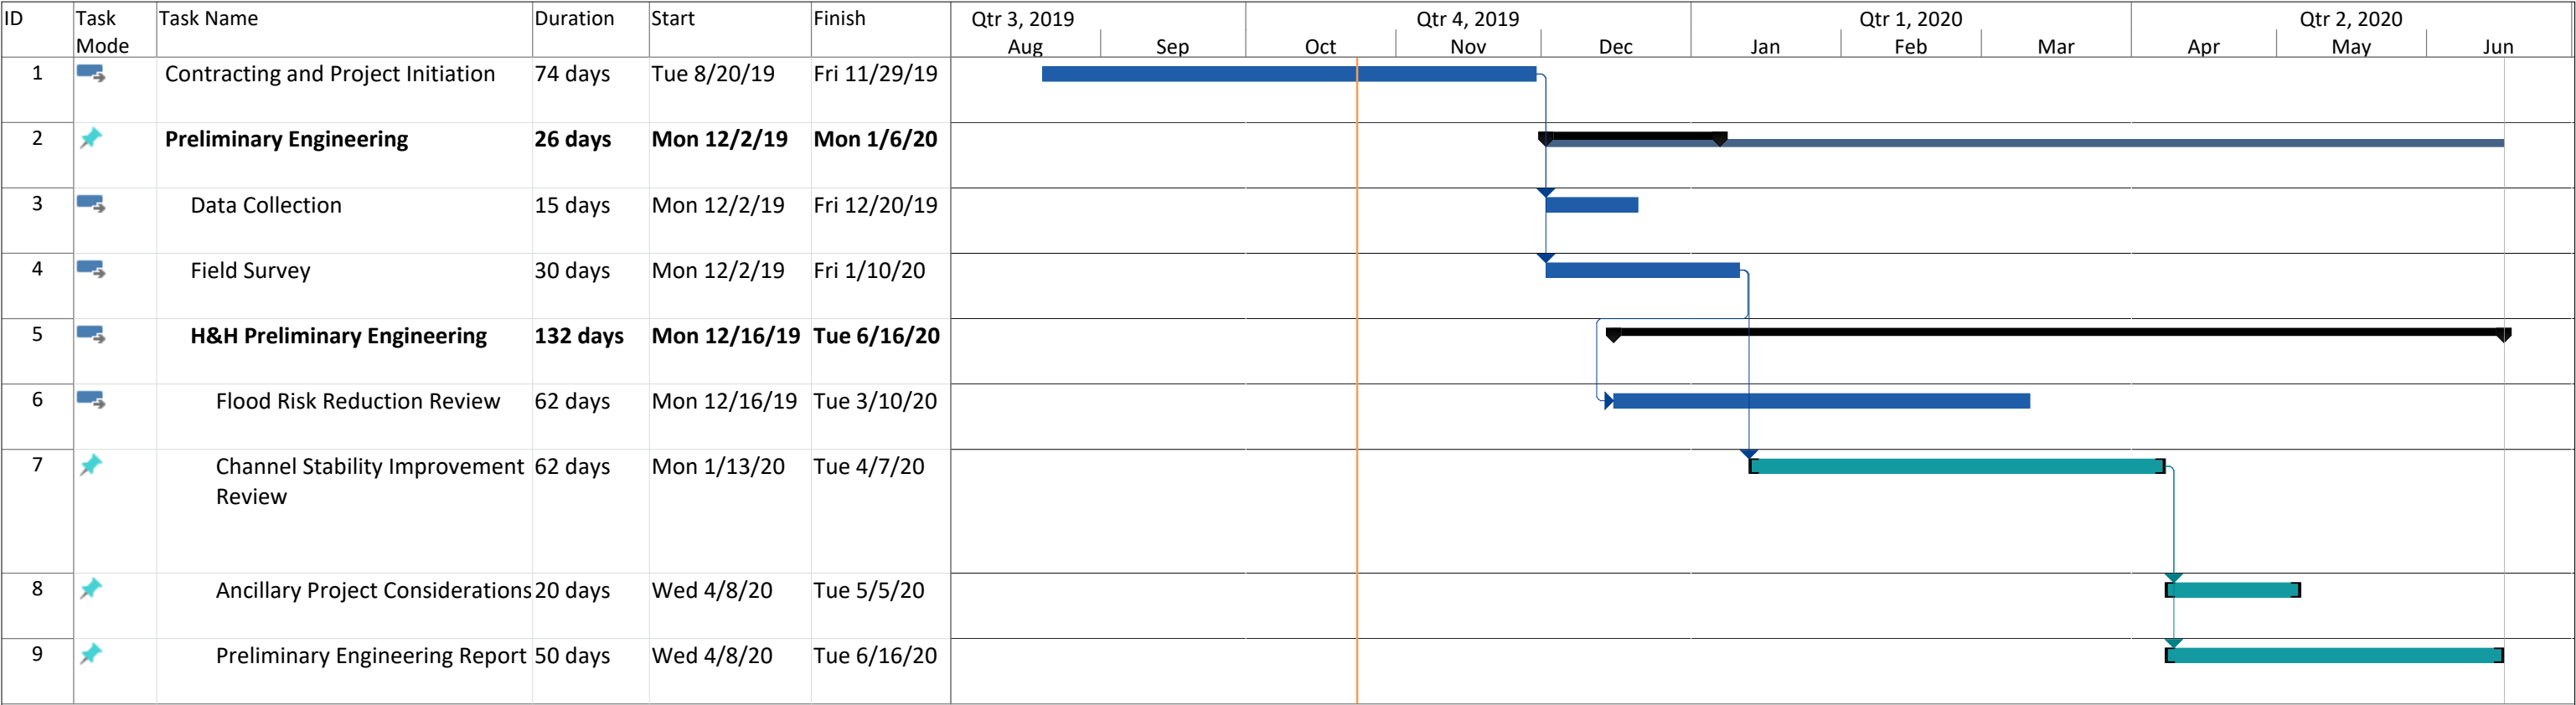 ID Task Mode Task Name Duration Start Finish Qtr 3, 2019 Qtr 4, 2019 Qtr 1, 2020 Qtr 2, 2020
Aug Sep Oct Nov Dec Jan Feb Mar Apr May Jun
1 Contracting and Project Initiation 74 days Tue 8/20/19 Fri 11/29/19
2 Preliminary Engineering 26 days Mon 12/2/19 Mon 1/6/20
3 Data Collection 15 days Mon 12/2/19 Fri 12/20/19
4 Field Survey 30 days Mon 12/2/19 Fri 1/10/20
5 H&H Preliminary Engineering 132 days Mon 12/16/19 Tue 6/16/20
6 Flood Risk Reduction Review 62 days Mon 12/16/19 Tue 3/10/20
7 Channel Stability Improvement 62 days Mon 1/13/20 Tue 4/7/20
Review
8 Ancillary Project Considerations 20 days Wed 4/8/20 Tue 5/5/20
9 Preliminary Engineering Report 50 days Wed 4/8/20 Tue 6/16/20